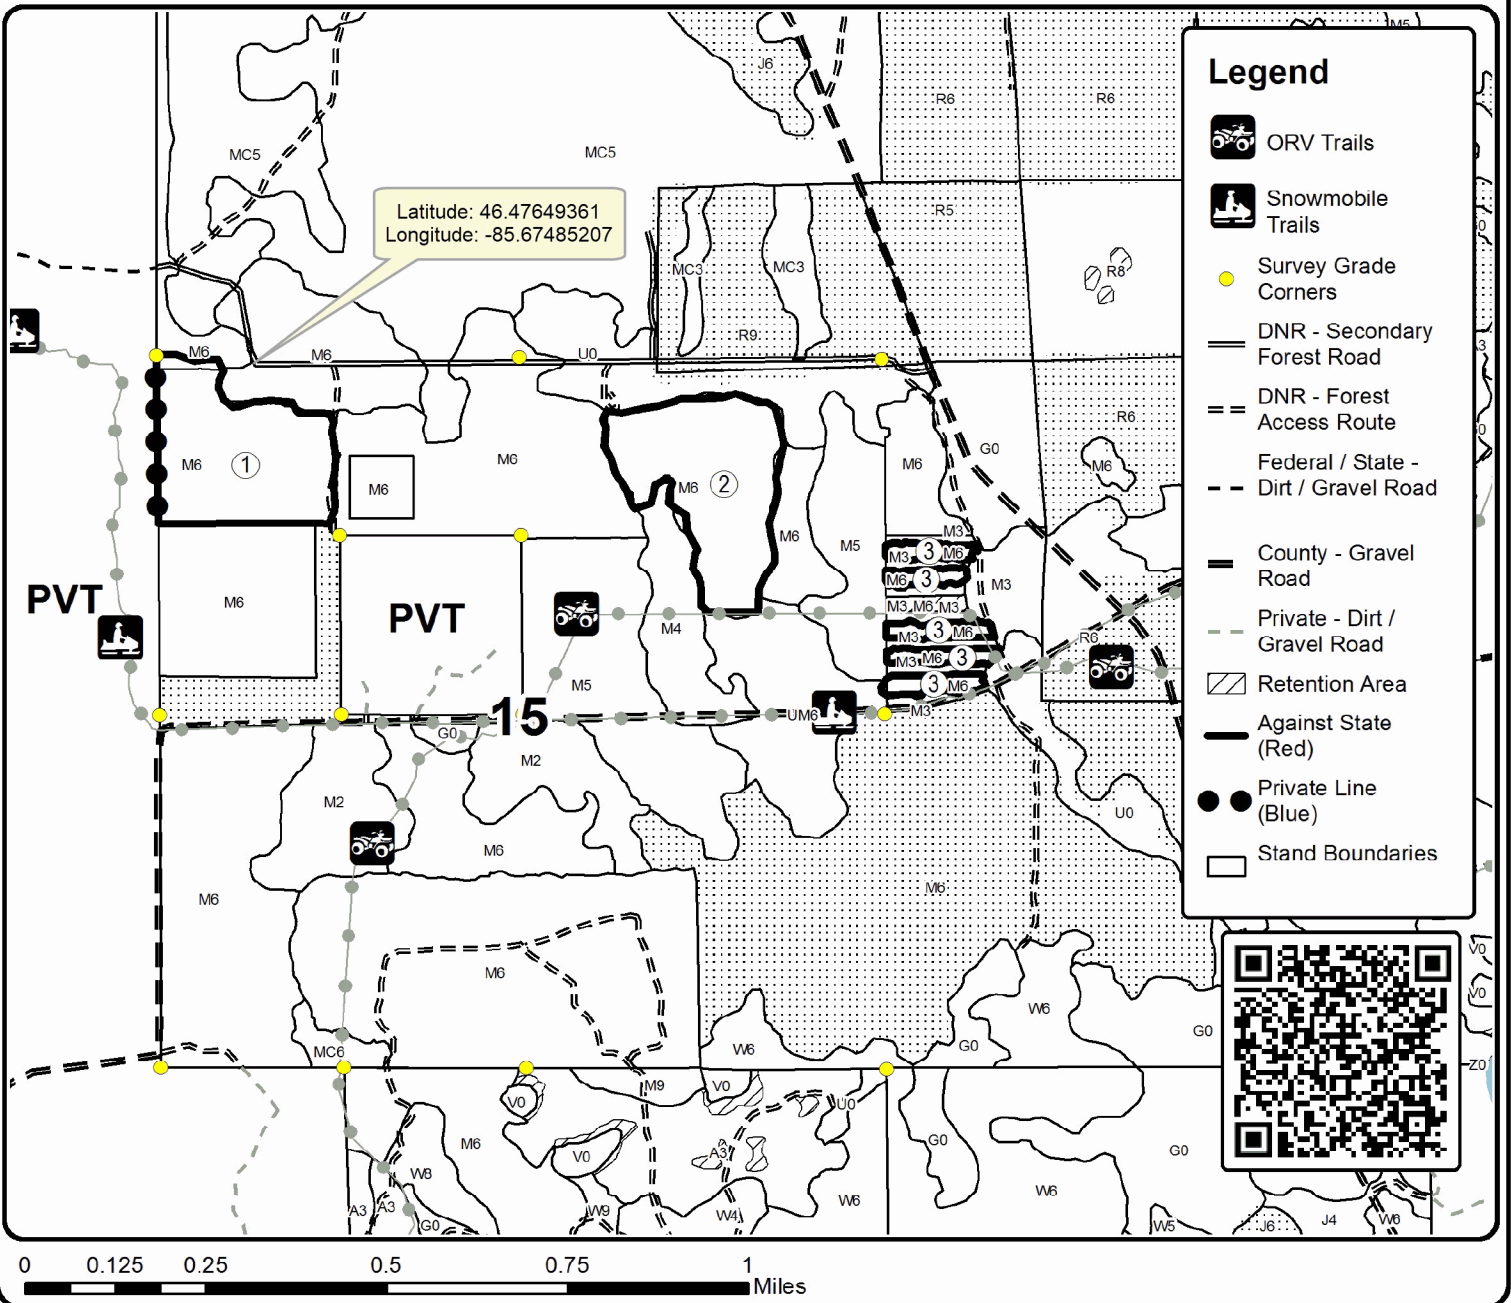 M5
J6
R6
R6
MC5
MC5
Latitude: 46.47649361
Longitude: -85.67485207
R5
MC3
MC3
R8
R9
M6
M6
U0
R6
M6
1
M6
M6
M6
2
M6
G0
M6
M6
M5
M3
M3
3
M6
M6
3
M3
M3
M6
M3
M3
3
M6
M3
M6
3
3
M6
M3
PVT
M6
PVT
M4
R6
M5
15
UM6
G0
M2
M2
U0
M6
M6
M6
M6
MC6
W6
W6
G0
G0
V0
V0
Z0
V0
M9
V0
U0
M6
V0
A3
G0
G0
W8
W6
W6
A3
A3
G0
W9
W4
W5
J6
J4
W6
Legend
ORV Trails
Snowmobile
Trails
Survey Grade
Corners
DNR - Secondary
Forest Road
DNR - Forest
Access Route
Federal / State -
Dirt / Gravel Road
County - Gravel
Road
Private - Dirt /
Gravel Road
Retention Area
Against State
(Red)
Private Line
(Blue)
Stand Boundaries
0
0.125
0.25
0.5
0.75
1
Miles